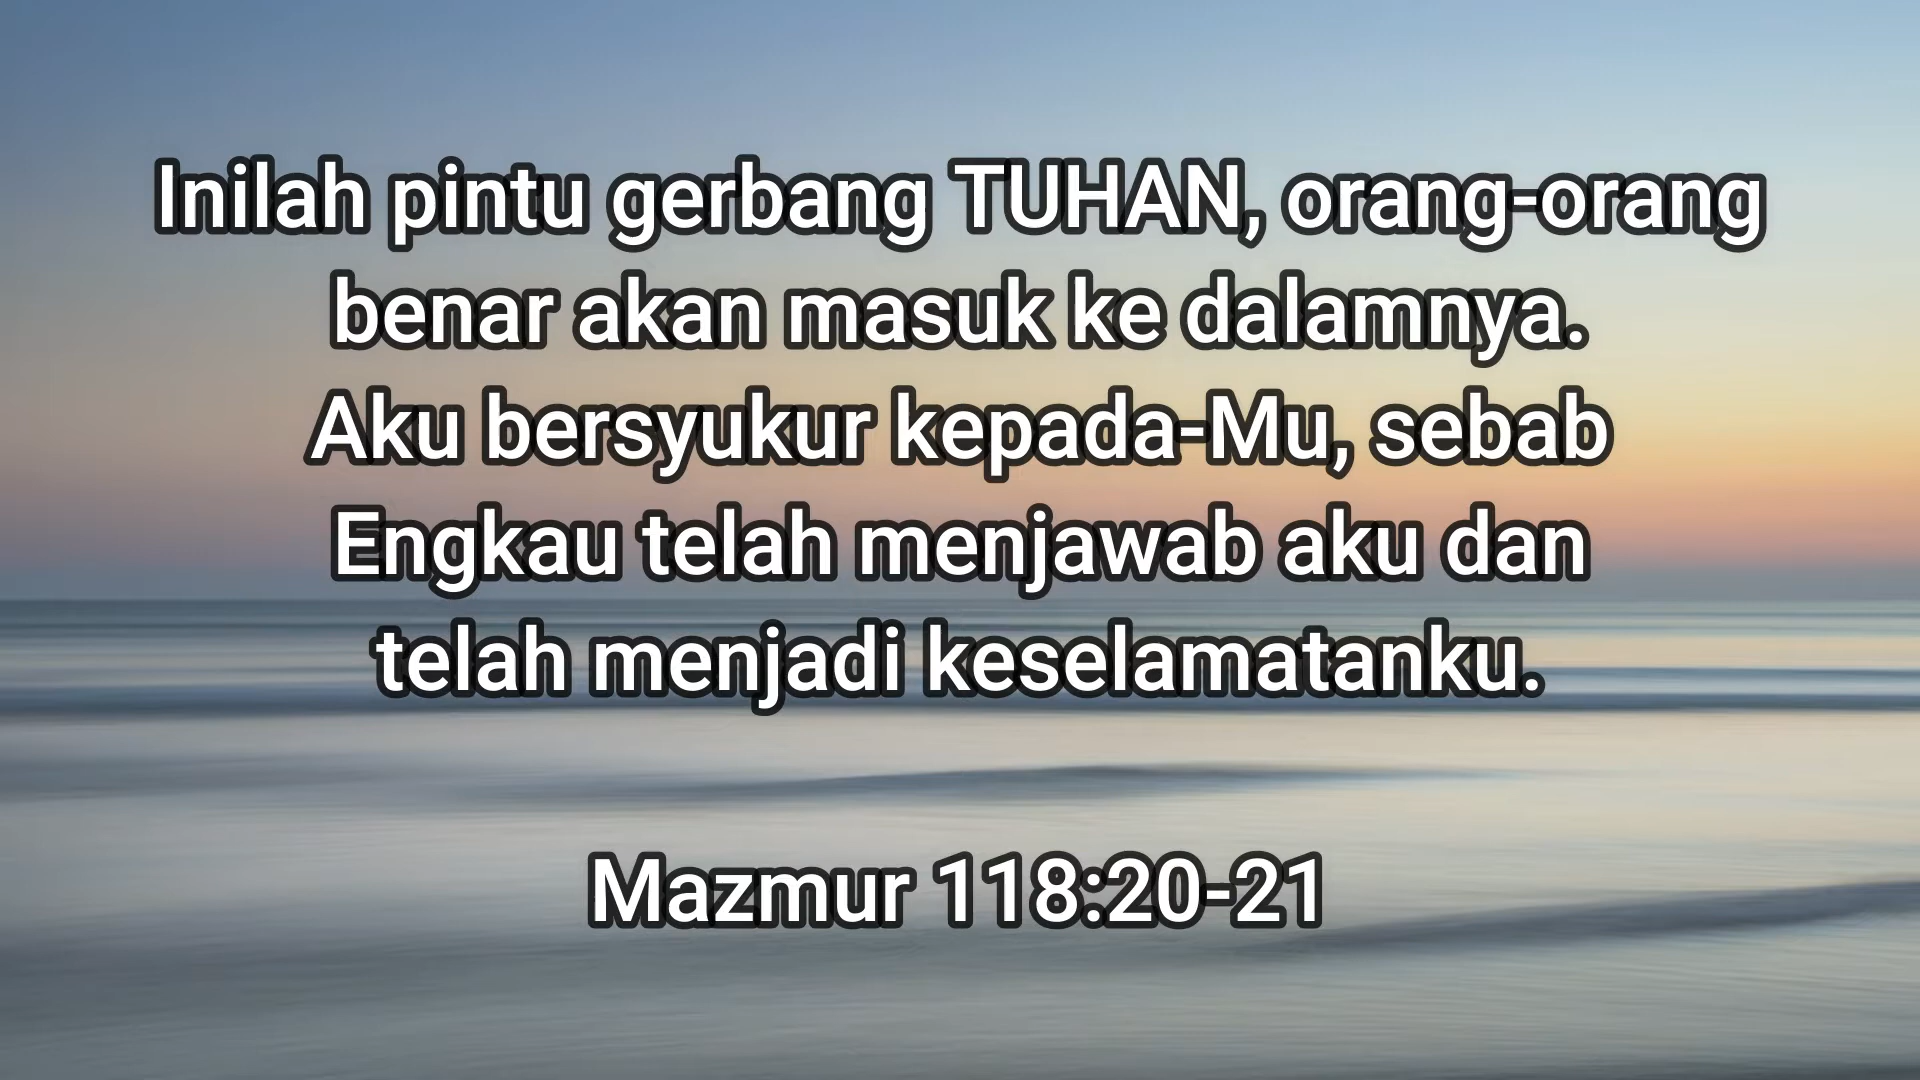 Inilah pintu gerbang TUHAN, orang-orang
benar akan masuk ke dalamnya.
Aku bersyukur kepada-Mu, sebab
Engkau telah menjawab aku dan
telah menjadi keselamatanku.
Mazmur 118:20-21